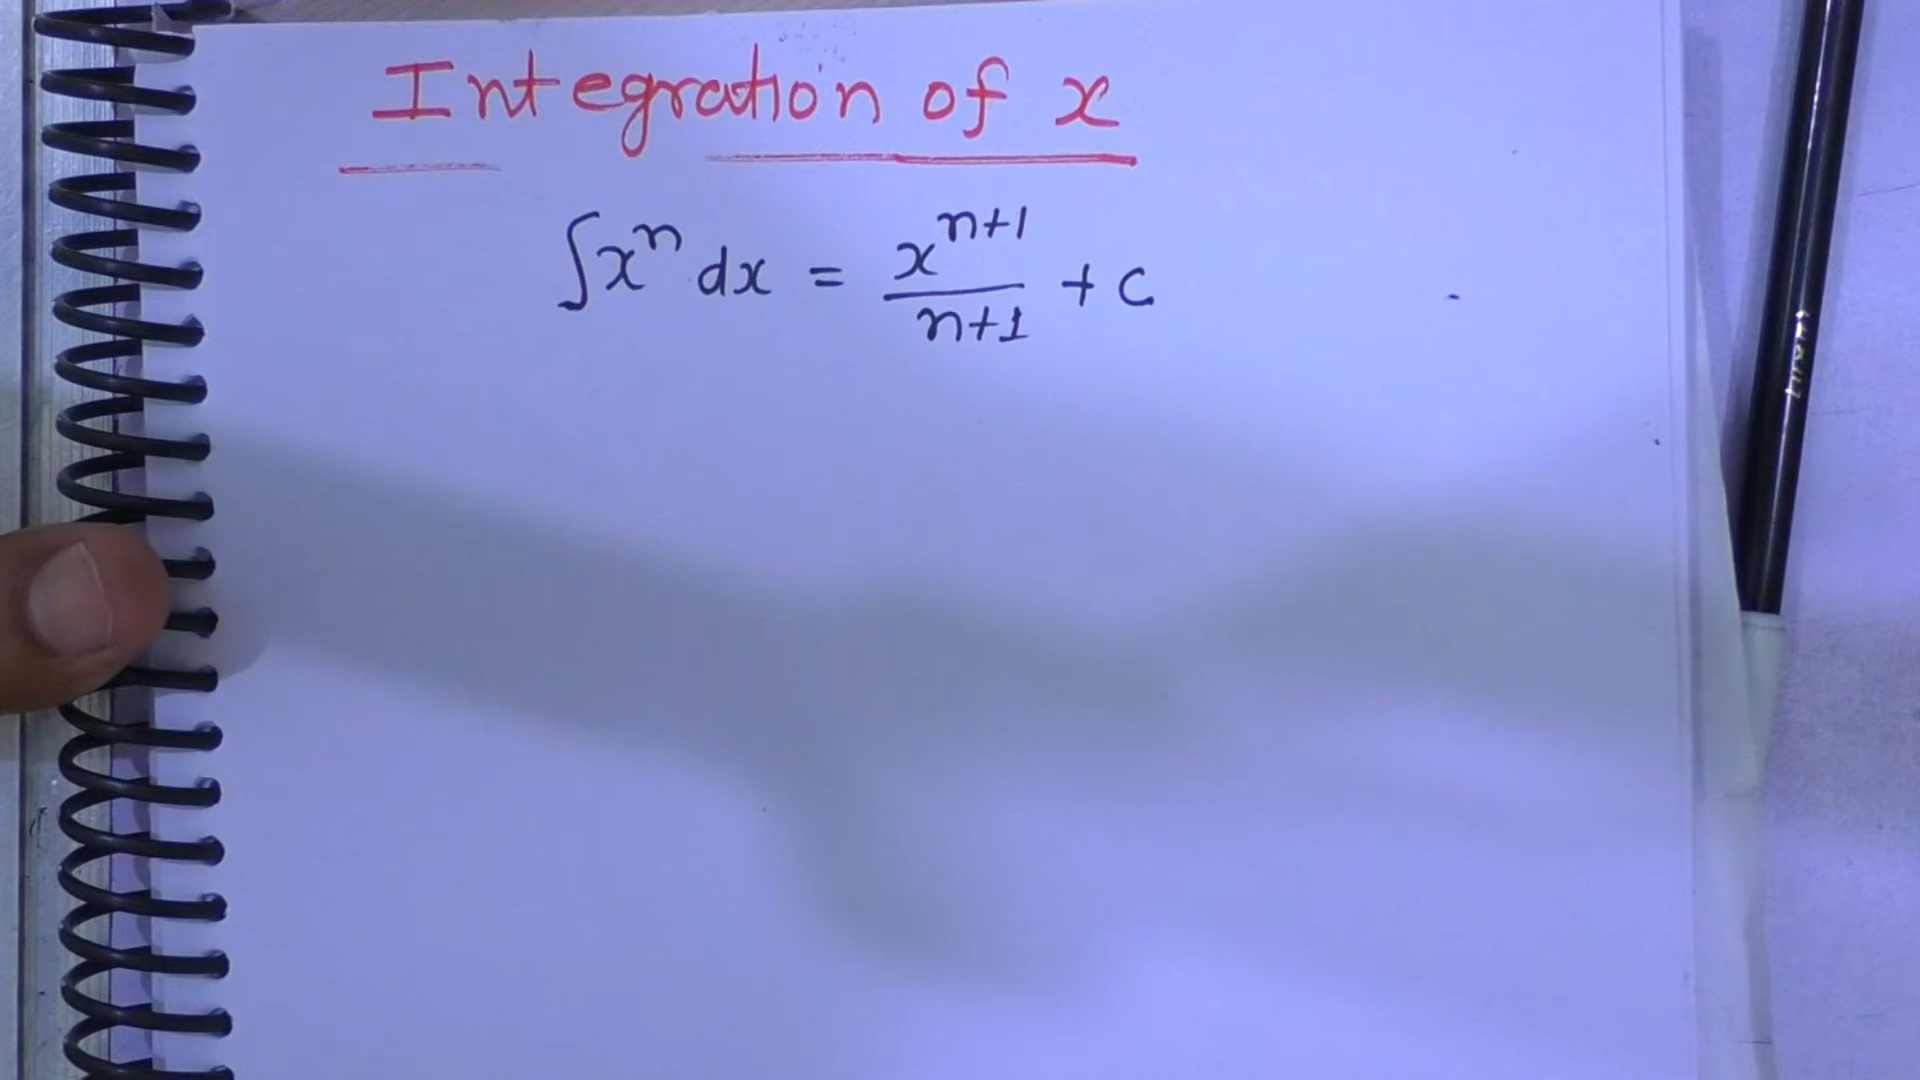 Integration of x
∫xⁿ dx = xⁿ⁺¹/n+1 + c